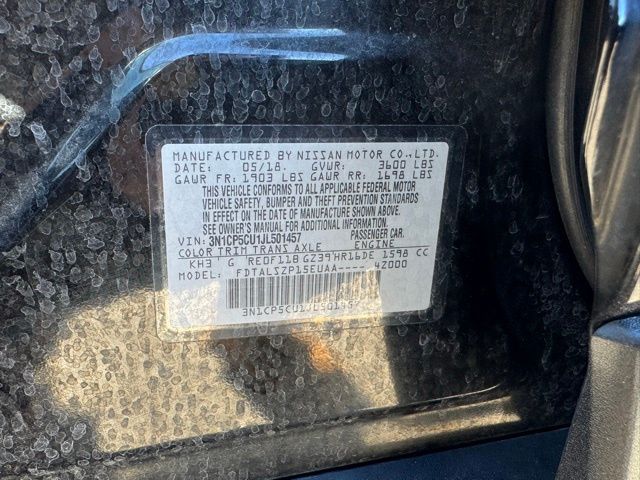 MANUFACTURED BY NISSAN MOTOR CO.,LTD.
DATE: 05/18. GVWR: 3600 LBS
GAWR FR: 1903 LBS GAWR RR: 1698 LBS
THIS VEHICLE CONFORMS TO ALL APPLICABLE FEDERAL MOTOR
VEHICLE SAFETY, BUMPER AND THEFT PREVENTION STANDARDS
IN EFFECT ON THE DATE OF MANUFACTURE SHOWN ABOVE.
SEE OWNER'S MANUAL FOR ADDITIONAL INFORMATION.
VIN: 3N1CP5CU1JL501457 PASSENGER CAR.
COLOR TRIM TRANS AXLE ENGINE
KH3 G RE0F11B GZ39 HR16DE 1598 CC
MODEL: FDTALSZP15EUAA---- 4Z000
3N1CP5CU1JL501457